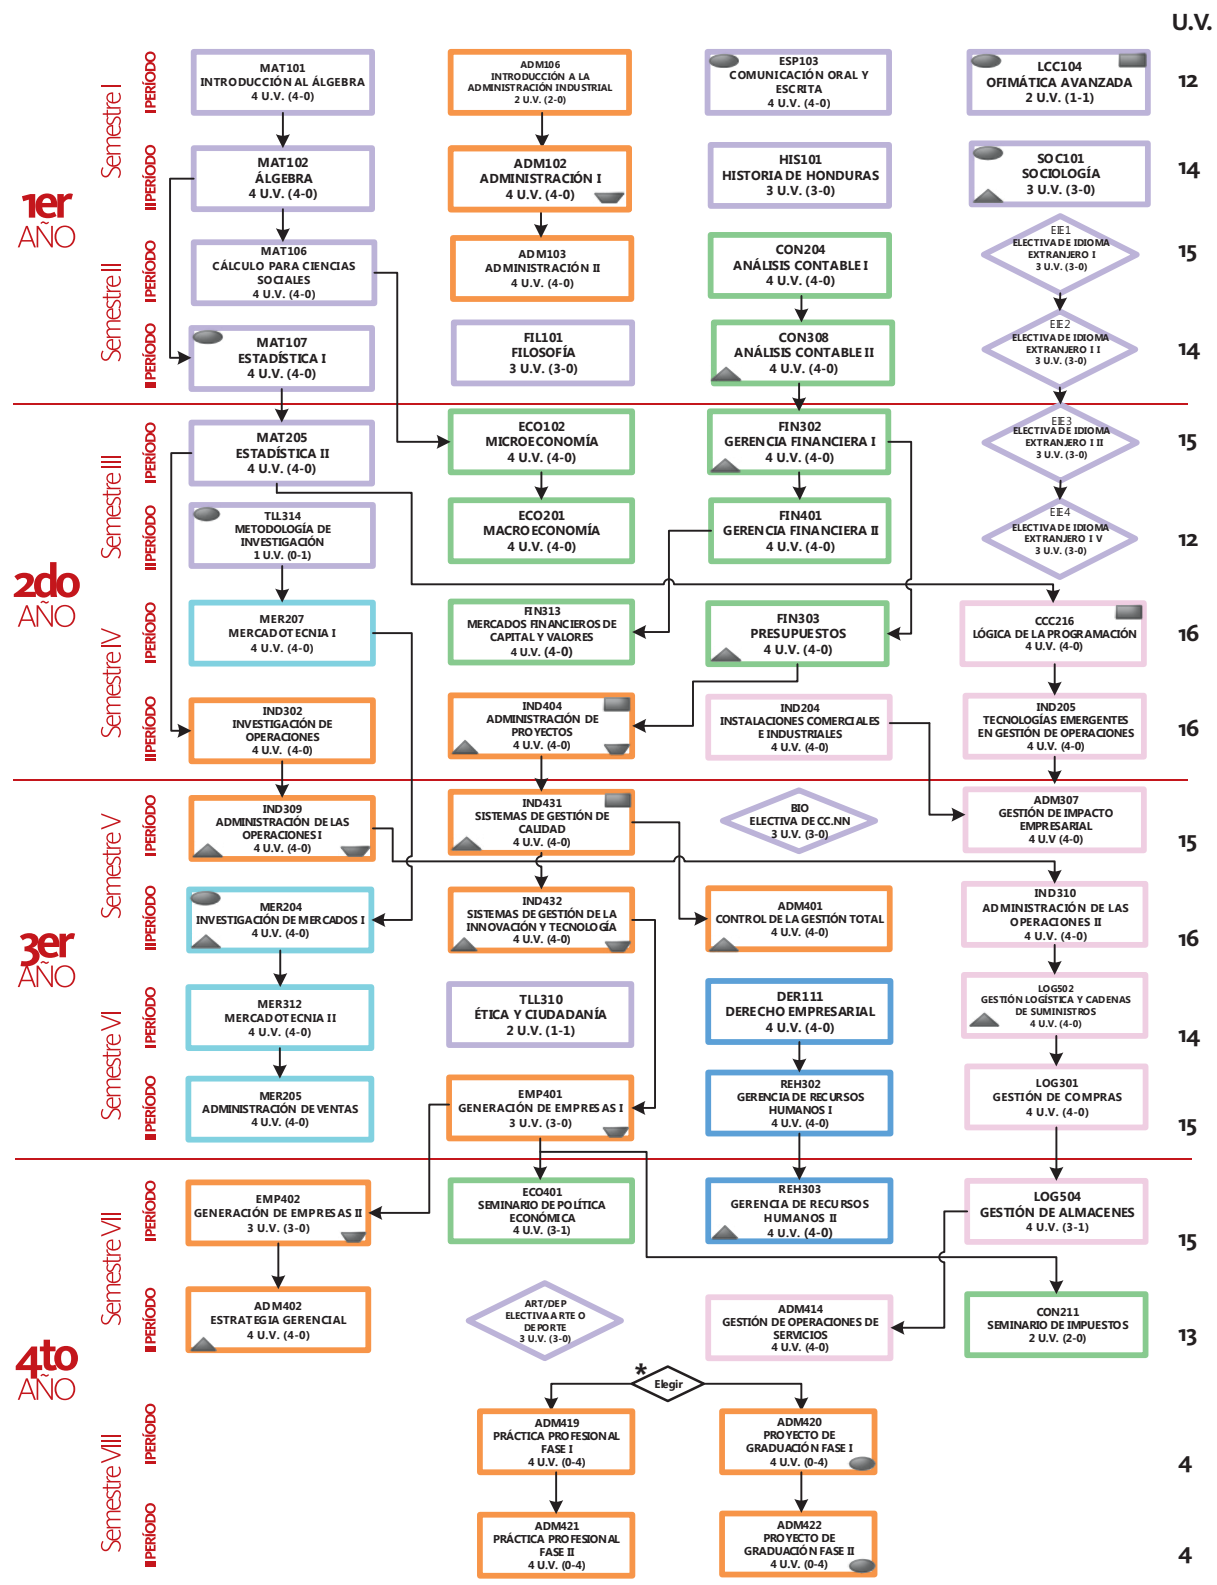 U.V.
1er
AÑO
Semestre I
I PERÍODO
MAT101
INTRODUCCIÓN AL ÁLGEBRA
4 U.V. (4-0)
ADM106
INTRODUCCIÓN A LA
ADMINISTRACIÓN INDUSTRIAL
2 U.V. (2-0)
ESP103
COMUNICACIÓN ORAL Y
ESCRITA
4 U.V. (4-0)
LCC104
OFIMÁTICA AVANZADA
2 U.V. (1-1)
12
II PERÍODO
MAT102
ÁLGEBRA
4 U.V. (4-0)
ADM102
ADMINISTRACIÓN I
4 U.V. (4-0)
HIS101
HISTORIA DE HONDURAS
3 U.V. (3-0)
SOC101
SOCIOLOGÍA
3 U.V. (3-0)
14
Semestre II
I PERÍODO
MAT106
CÁLCULO PARA CIENCIAS
SOCIALES
4 U.V. (4-0)
ADM103
ADMINISTRACIÓN II
4 U.V. (4-0)
CON204
ANÁLISIS CONTABLE I
4 U.V. (4-0)
EIE1
ELECTIVA DE IDIOMA
EXTRANJERO I
3 U.V. (3-0)
15
II PERÍODO
MAT107
ESTADÍSTICA I
4 U.V. (4-0)
FIL101
FILOSOFÍA
3 U.V. (3-0)
CON308
ANÁLISIS CONTABLE II
4 U.V. (4-0)
EIE2
ELECTIVA DE IDIOMA
EXTRANJERO I I
3 U.V. (3-0)
14
2do
AÑO
Semestre III
I PERÍODO
MAT205
ESTADÍSTICA II
4 U.V. (4-0)
ECO102
MICROECONOMÍA
4 U.V. (4-0)
FIN302
GERENCIA FINANCIERA I
4 U.V. (4-0)
EIE3
ELECTIVA DE IDIOMA
EXTRANJERO I II
3 U.V. (3-0)
15
II PERÍODO
TLL314
METODOLOGÍA DE
INVESTIGACIÓN
1 U.V. (0-1)
ECO201
MACROECONOMÍA
4 U.V. (4-0)
FIN401
GERENCIA FINANCIERA II
4 U.V. (4-0)
EIE4
ELECTIVA DE IDIOMA
EXTRANJERO I V
3 U.V. (3-0)
12
Semestre IV
I PERÍODO
MER207
MERCADOTECNIA I
4 U.V. (4-0)
FIN313
MERCADOS FINANCIEROS DE
CAPITAL Y VALORES
4 U.V. (4-0)
FIN303
PRESUPUESTOS
4 U.V. (4-0)
CCC216
LÓGICA DE LA PROGRAMACIÓN
4 U.V. (4-0)
16
II PERÍODO
IND302
INVESTIGACIÓN DE
OPERACIONES
4 U.V. (4-0)
IND404
ADMINISTRACIÓN DE
PROYECTOS
4 U.V. (4-0)
IND204
INSTALACIONES COMERCIALES
E INDUSTRIALES
4 U.V. (4-0)
IND205
TECNOLOGÍAS EMERGENTES
EN GESTIÓN DE OPERACIONES
4 U.V. (4-0)
16
3er
AÑO
Semestre V
I PERÍODO
IND309
ADMINISTRACIÓN DE LAS
OPERACIONES I
4 U.V. (4-0)
IND431
SISTEMAS DE GESTIÓN DE
CALIDAD
4 U.V. (4-0)
BIO
ELECTIVA DE CC.NN
3 U.V. (3-0)
ADM307
GESTIÓN DE IMPACTO
EMPRESARIAL
4 U.V (4-0)
15
II PERÍODO
MER204
INVESTIGACIÓN DE MERCADOS I
4 U.V. (4-0)
IND432
SISTEMAS DE GESTIÓN DE LA
INNOVACIÓN Y TECNOLOGÍA
4 U.V. (4-0)
ADM401
CONTROL DE LA GESTIÓN TOTAL
4 U.V. (4-0)
IND310
ADMINISTRACIÓN DE LAS
OPERACIONES II
4 U.V. (4-0)
16
Semestre VI
I PERÍODO
MER312
MERCADOTECNIA II
4 U.V. (4-0)
TLL310
ÉTICA Y CIUDADANÍA
2 U.V. (1-1)
DER111
DERECHO EMPRESARIAL
4 U.V. (4-0)
LOG502
GESTIÓN LOGÍSTICA Y CADENAS
DE SUMINISTROS
4 U.V. (4-0)
14
II PERÍODO
MER205
ADMINISTRACIÓN DE VENTAS
4 U.V. (4-0)
EMP401
GENERACIÓN DE EMPRESAS I
3 U.V. (3-0)
REH302
GERENCIA DE RECURSOS
HUMANOS I
4 U.V. (4-0)
LOG301
GESTIÓN DE COMPRAS
4 U.V. (4-0)
15
4to
AÑO
Semestre VII
I PERÍODO
EMP402
GENERACIÓN DE EMPRESAS II
3 U.V. (3-0)
ECO401
SEMINARIO DE POLÍTICA
ECONÓMICA
4 U.V. (3-1)
REH303
GERENCIA DE RECURSOS
HUMANOS II
4 U.V. (4-0)
LOG504
GESTIÓN DE ALMACENES
4 U.V. (3-1)
15
II PERÍODO
ADM402
ESTRATEGIA GERENCIAL
4 U.V. (4-0)
ART/DEP
ELECTIVA ARTE O
DEPORTE
3 U.V. (3-0)
ADM414
GESTIÓN DE OPERACIONES DE
SERVICIOS
4 U.V. (4-0)
CON211
SEMINARIO DE IMPUESTOS
2 U.V. (2-0)
13
*
Elegir
Semestre VIII
I PERÍODO
ADM419
PRÁCTICA PROFESIONAL
FASE I
4 U.V. (0-4)
ADM420
PROYECTO DE
GRADUACIÓN FASE I
4 U.V. (0-4)
4
II PERÍODO
ADM421
PRÁCTICA PROFESIONAL
FASE II
4 U.V. (0-4)
ADM422
PROYECTO DE
GRADUACIÓN FASE II
4 U.V. (0-4)
4